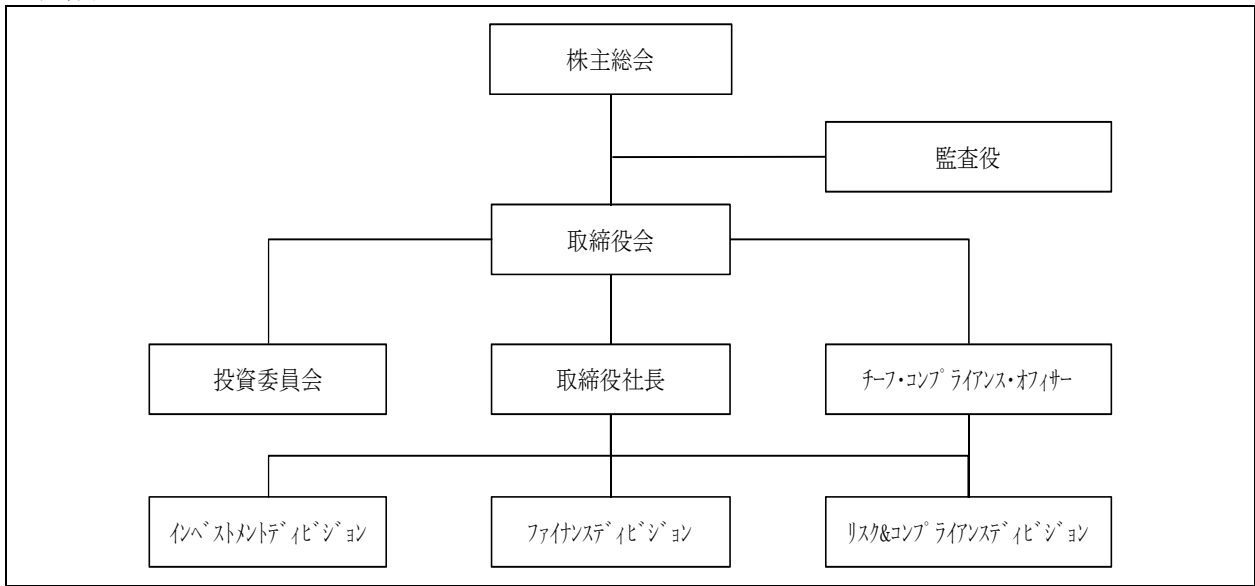 株主総会
監査役
取締役会
投資委員会
取締役社長
ﾁｰﾌ・ｺﾝﾌﾟﾗｲｱﾝｽ・ｵﾌｨｻｰ
ｲﾝﾍﾞｽﾄﾒﾝﾄﾃﾞｨﾋﾞｼﾞｮﾝ
ﾌｧｲﾅﾝｽﾃﾞｨﾋﾞｼﾞｮﾝ
ﾘｽｸ&ｺﾝﾌﾟﾗｲｱﾝｽﾃﾞｨﾋﾞｼﾞｮﾝ